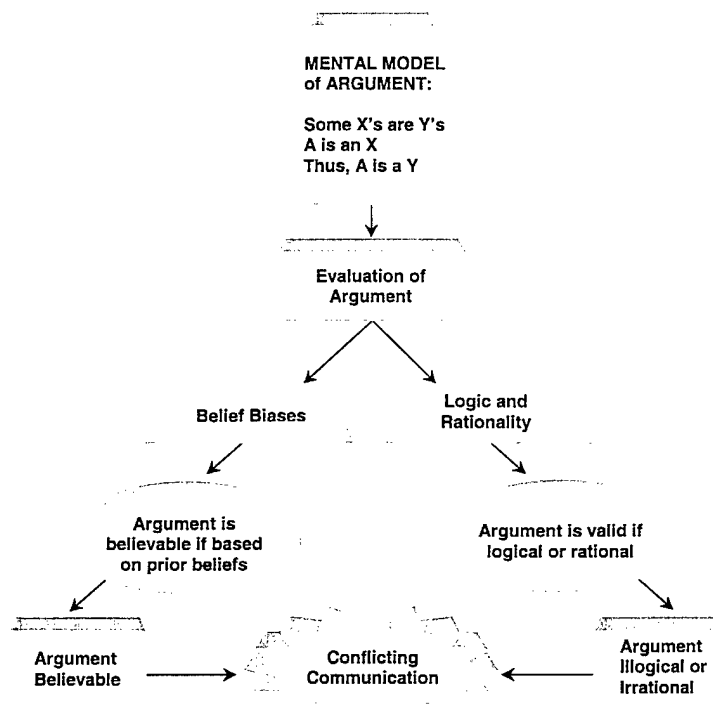 MENTAL MODEL
of ARGUMENT:
Some X's are Y's
A is an X
Thus, A is a Y
Evaluation of
Argument
Belief Biases
Logic and
Rationality
Argument is
believable if based
on prior beliefs
Argument is valid if
logical or rational
Argument
Believable
Conflicting
Communication
Argument
Illogical or
Irrational